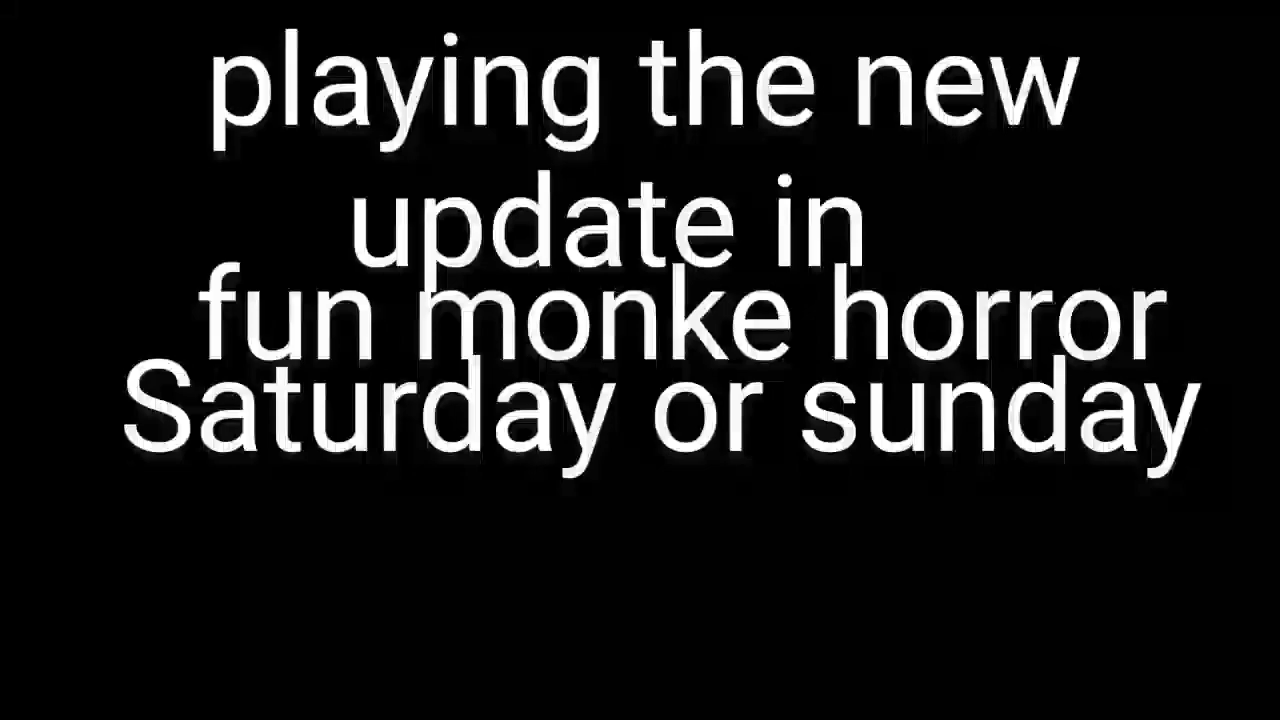 playing the new
update in
fun monke horror
Saturday or sunday